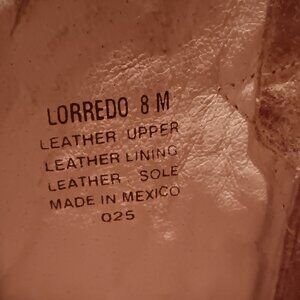 LORREDO 8 M
LEATHER UPPER
LEATHER LINING
LEATHER SOLE
MADE IN MEXICO
025